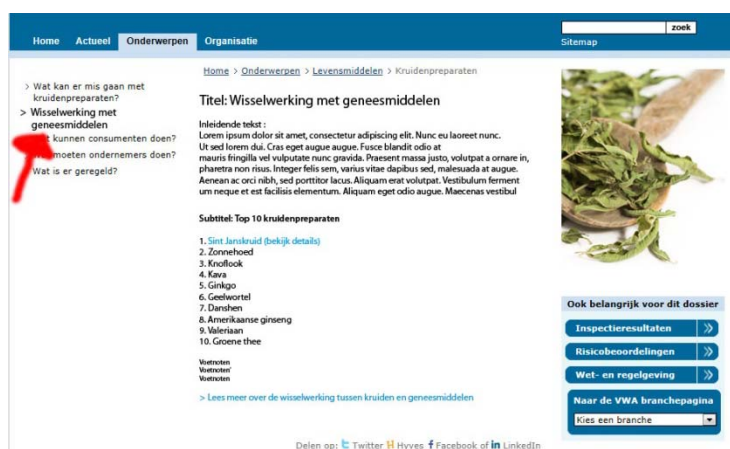 zoek
Home Actueel Onderwerpen Organisatie
Sitemap
Home > Onderwerpen > Levensmiddelen > Kruidenpreparaten
> Wat kan er mis gaan met
kruidenpreparaten?
> Wisselwerking met
geneesmiddelen
kunnen consumenten doen?
moeten ondernemers doen?
Wat is er geregeld?
Titel: Wisselwerking met geneesmiddelen
Inleidende tekst :
Lorem ipsum dolor sit amet, consectetur adipiscing elit. Nunc eu laoreet nunc.
Ut sed lorem dui. Cras eget augue augue. Fusce blandit odio at
mauris fringilla vel vulputate nunc gravida. Praesent massa justo, volutpat a ornare in,
pharetra non risus. Integer felis sem, varius vitae dapibus sed, malesuada at augue.
Aenean ac orci nibh, sed porttitor lacus. Aliquam erat volutpat. Vestibulum ferment
um neque et est facilisis elementum. Aliquam eget odio augue. Maecenas vestibul
Subtitel: Top 10 kruidenpreparaten
1. Sint Janskruid (bekijk details)
2. Zonnehoed
3. Knoflook
4. Kava
5. Ginkgo
6. Geelwortel
7. Danshen
8. Amerikaanse ginseng
9. Valeriaan
10. Groene thee
Voetnoten
Voetnoten'
Voetnoten
> Lees meer over de wisselwerking tussen kruiden en geneesmiddelen
Delen op: Twitter Hyves Facebook of LinkedIn
Ook belangrijk voor dit dossier
Inspectieresultaten
Risicobeoordelingen
Wet- en regelgeving
Naar de VWA branchepagina
Kies een branche